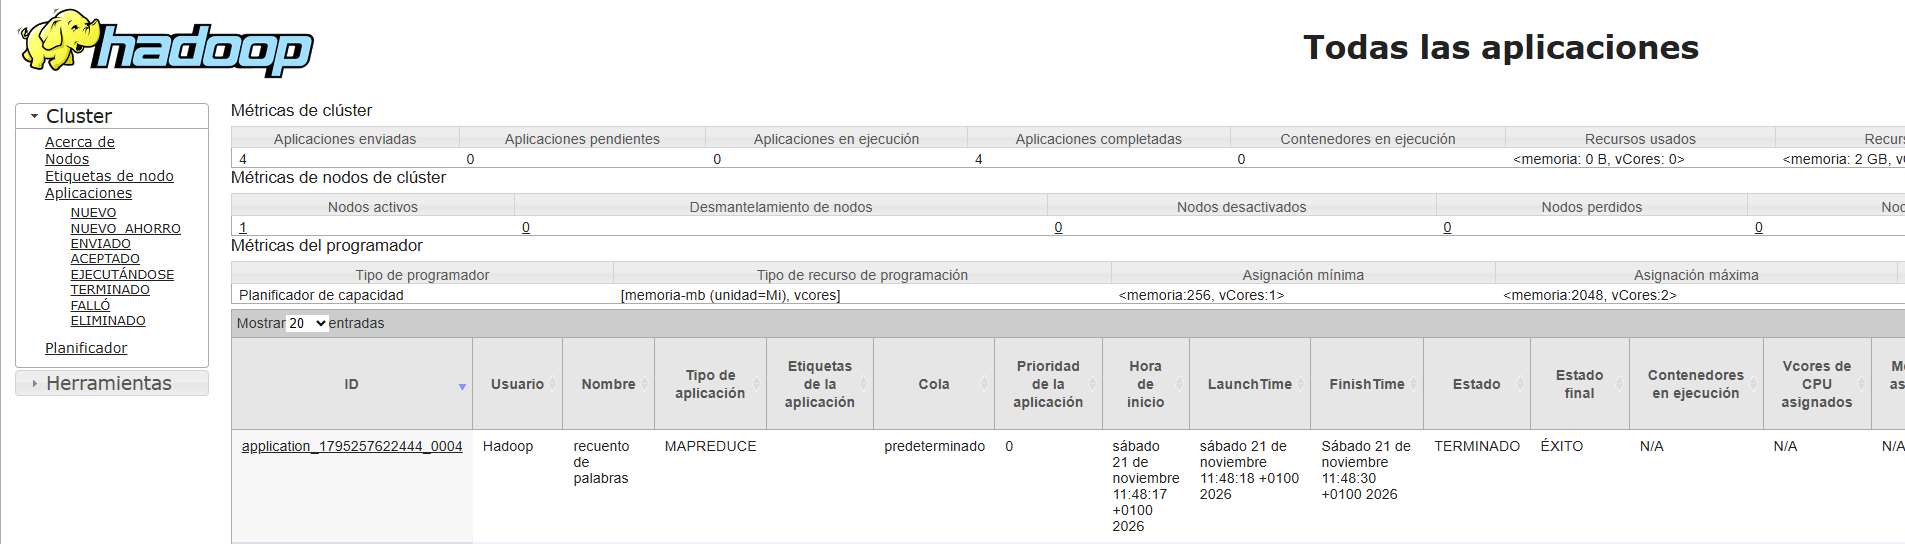 hadoop
Todas las aplicaciones
Cluster
Acerca de
Nodos
Etiquetas de nodo
Aplicaciones
NUEVO
NUEVO_AHORRO
ENVIADO
ACEPTADO
EJECUTÁNDOSE
TERMINADO
FALLÓ
ELIMINADO
Planificador
Herramientas
Métricas de clúster
Aplicaciones enviadas Aplicaciones pendientes Aplicaciones en ejecución Aplicaciones completadas Contenedores en ejecución Recursos usados Recurs
4 0 0 4 0 <memoria: 0 B, vCores: 0> <memoria: 2 GB, v
Métricas de nodos de clúster
Nodos activos Desmantelamiento de nodos Nodos desactivados Nodos perdidos Noc
1 0 0 0 0
Métricas del programador
Tipo de programador Tipo de recurso de programación Asignación mínima Asignación máxima
Planificador de capacidad [memoria-mb (unidad=Mi), vcores] <memoria:256, vCores:1> <memoria:2048, vCores:2>
Mostrar 20 entradas
ID Usuario Nombre Tipo de aplicación Etiquetas de la aplicación Cola Prioridad de la aplicación Hora de inicio LaunchTime FinishTime Estado Estado final Contenedores en ejecución Vcores de CPU asignados
application_1795257622444_0004 Hadoop recuento de palabras MAPREDUCE predeterminado 0 sábado 21 de noviembre 11:48:17 +0100 2026 sábado 21 de noviembre 11:48:18 +0100 2026 Sábado 21 de noviembre 11:48:30 +0100 2026 TERMINADO ÉXITO N/A N/A N/A